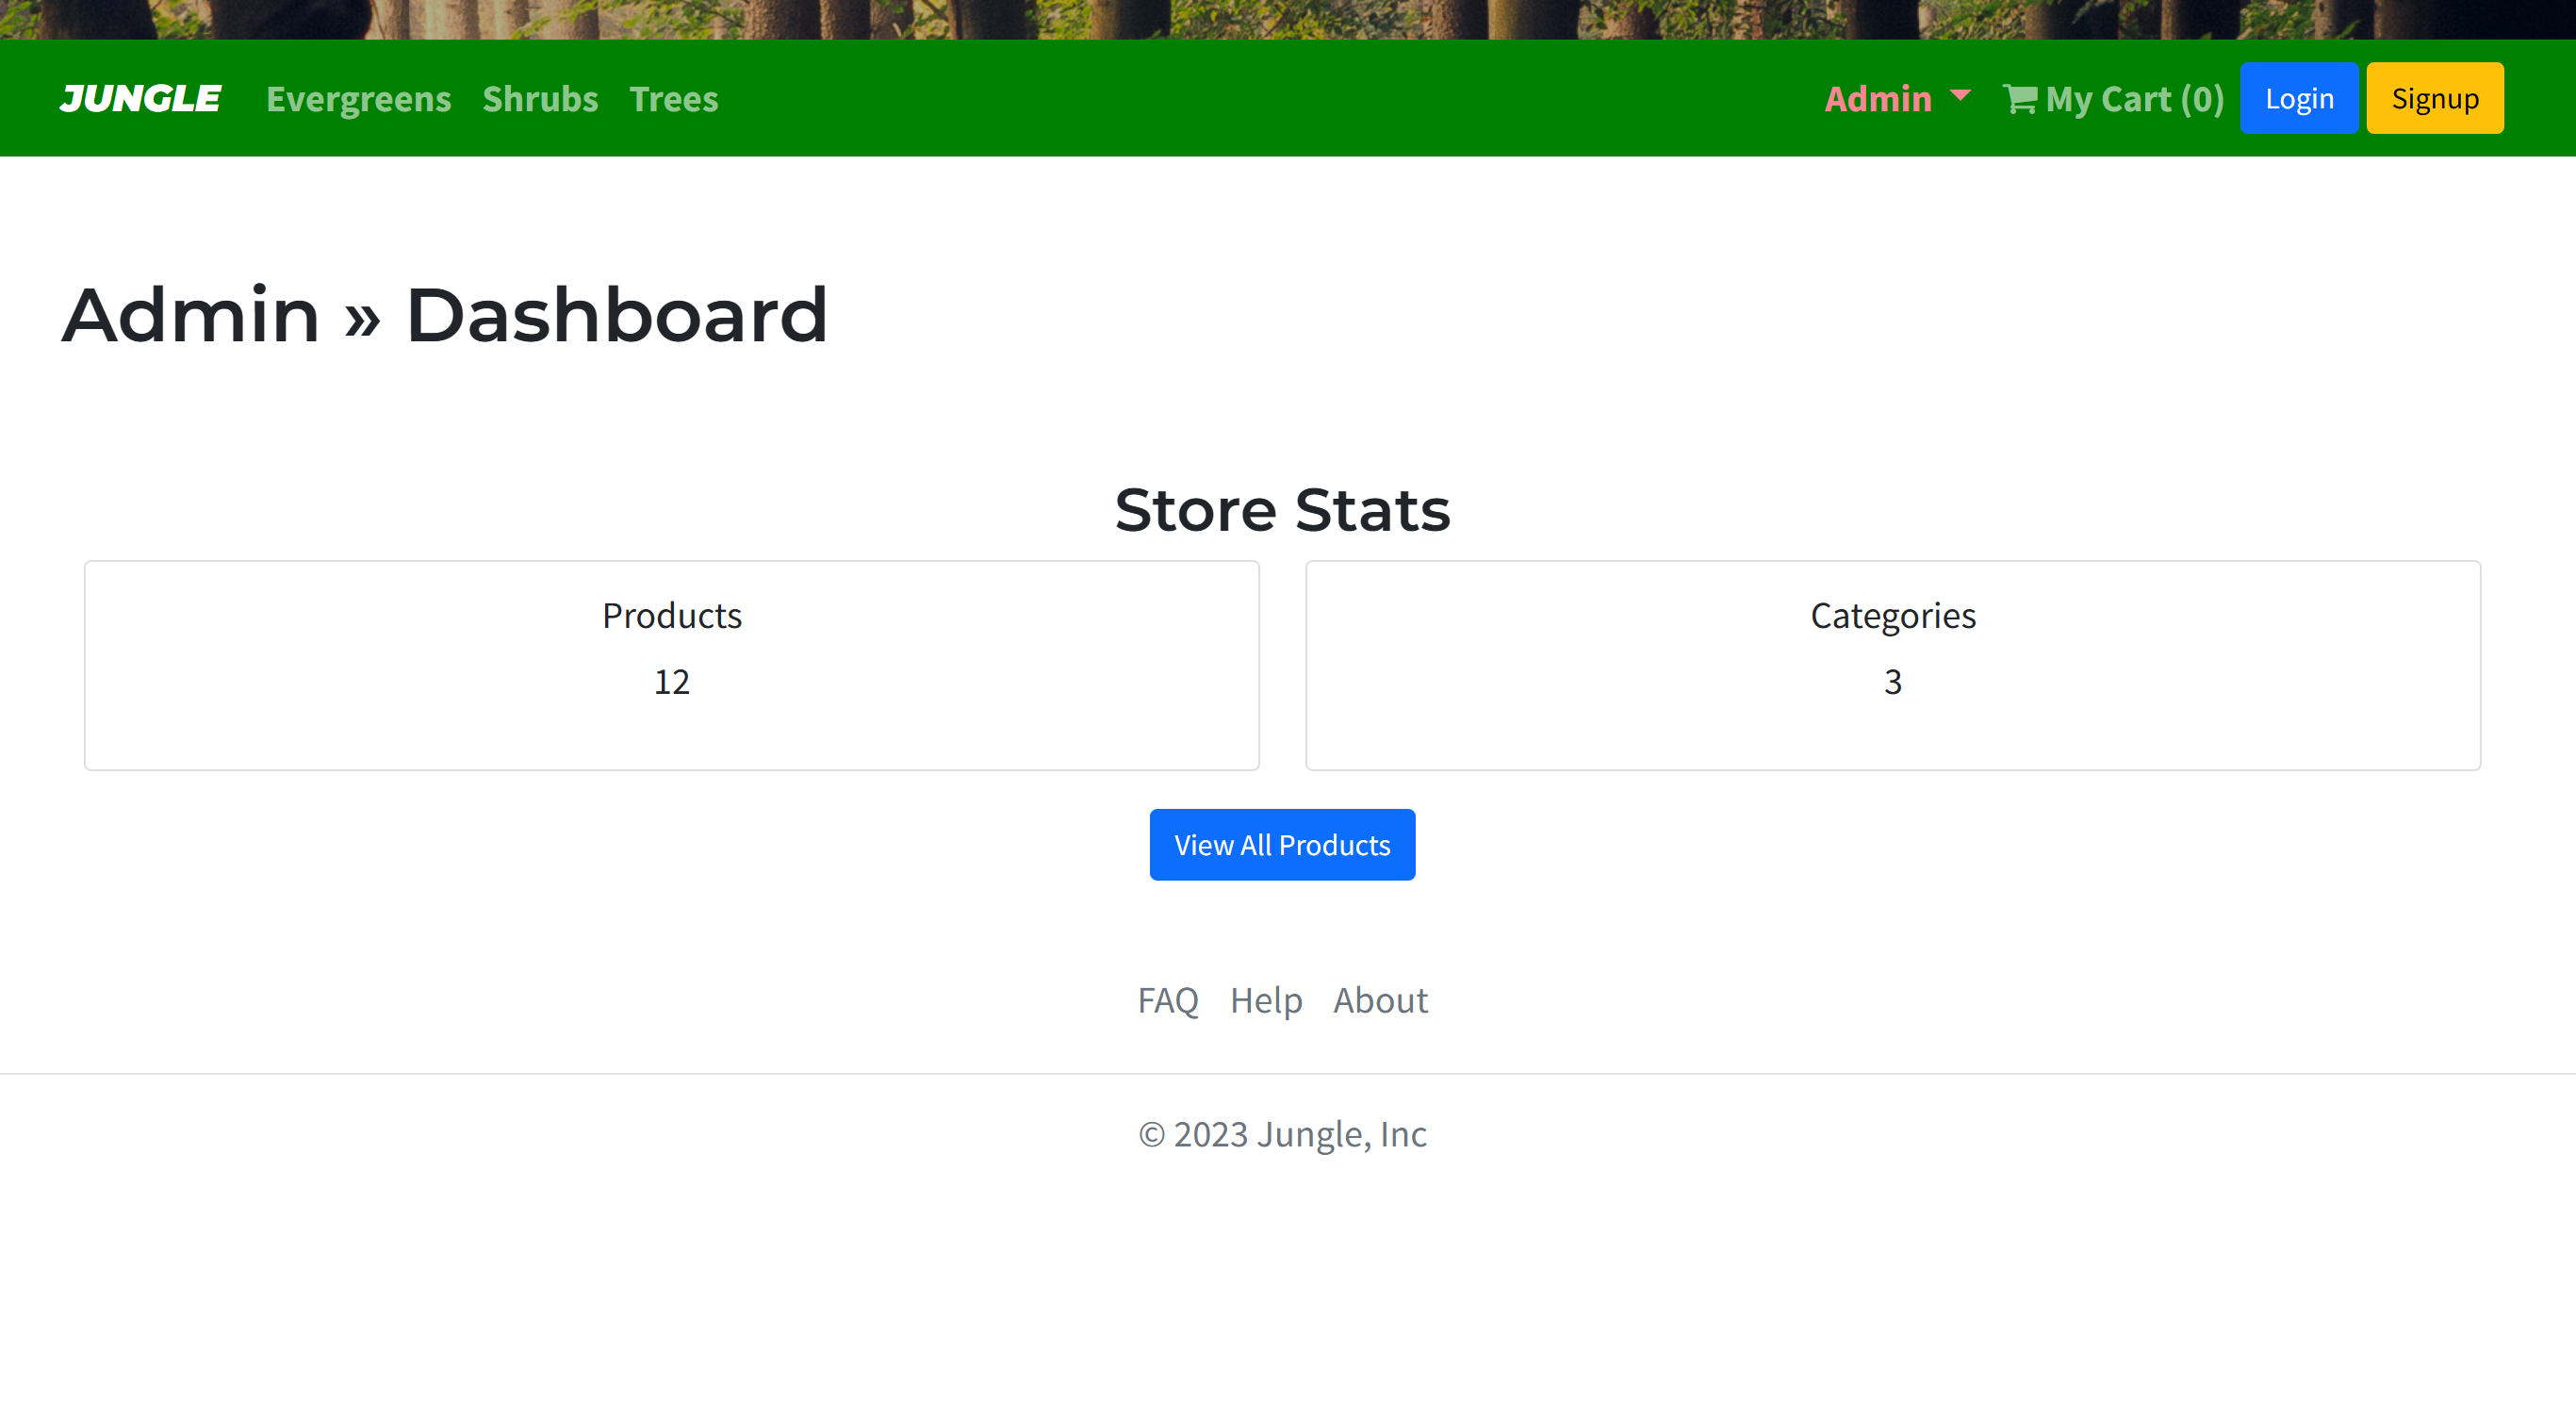 JUNGLE Evergreens Shrubs Trees Admin My Cart (0) Login Signup
Admin » Dashboard
Store Stats
Products
12
Categories
3
View All Products
FAQ Help About
© 2023 Jungle, Inc